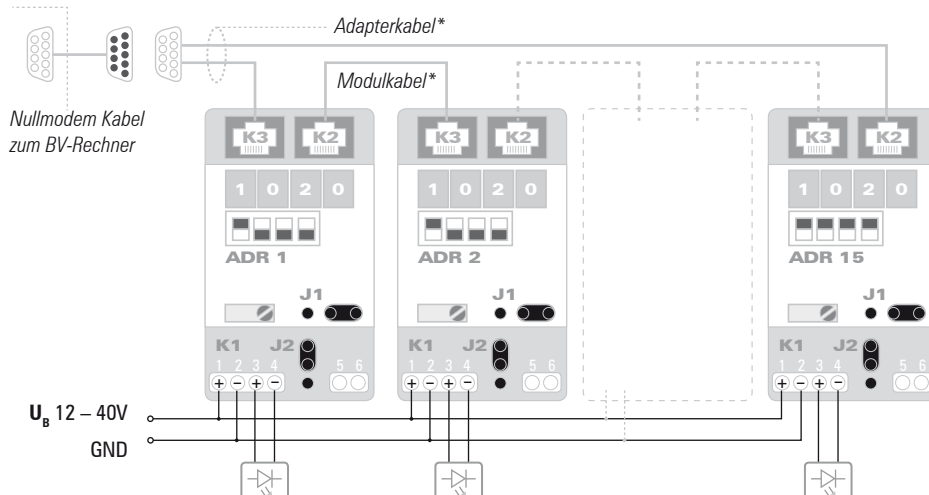 Adapterkabel*
Modulkabel*
Nullmodem Kabel
zum BV-Rechner
K3 K2 K3 K2 K3 K2
1 0 2 0 1 0 2 0 1 0 2 0
ADR 1 ADR 2 ADR 15
J1 J1 J1
K1 J2 K1 J2 K1 J2
1 2 3 4 5 6 1 2 3 4 5 6 1 2 3 4 5 6
+ − + − + − + − + − + −
UB 12 – 40V
GND